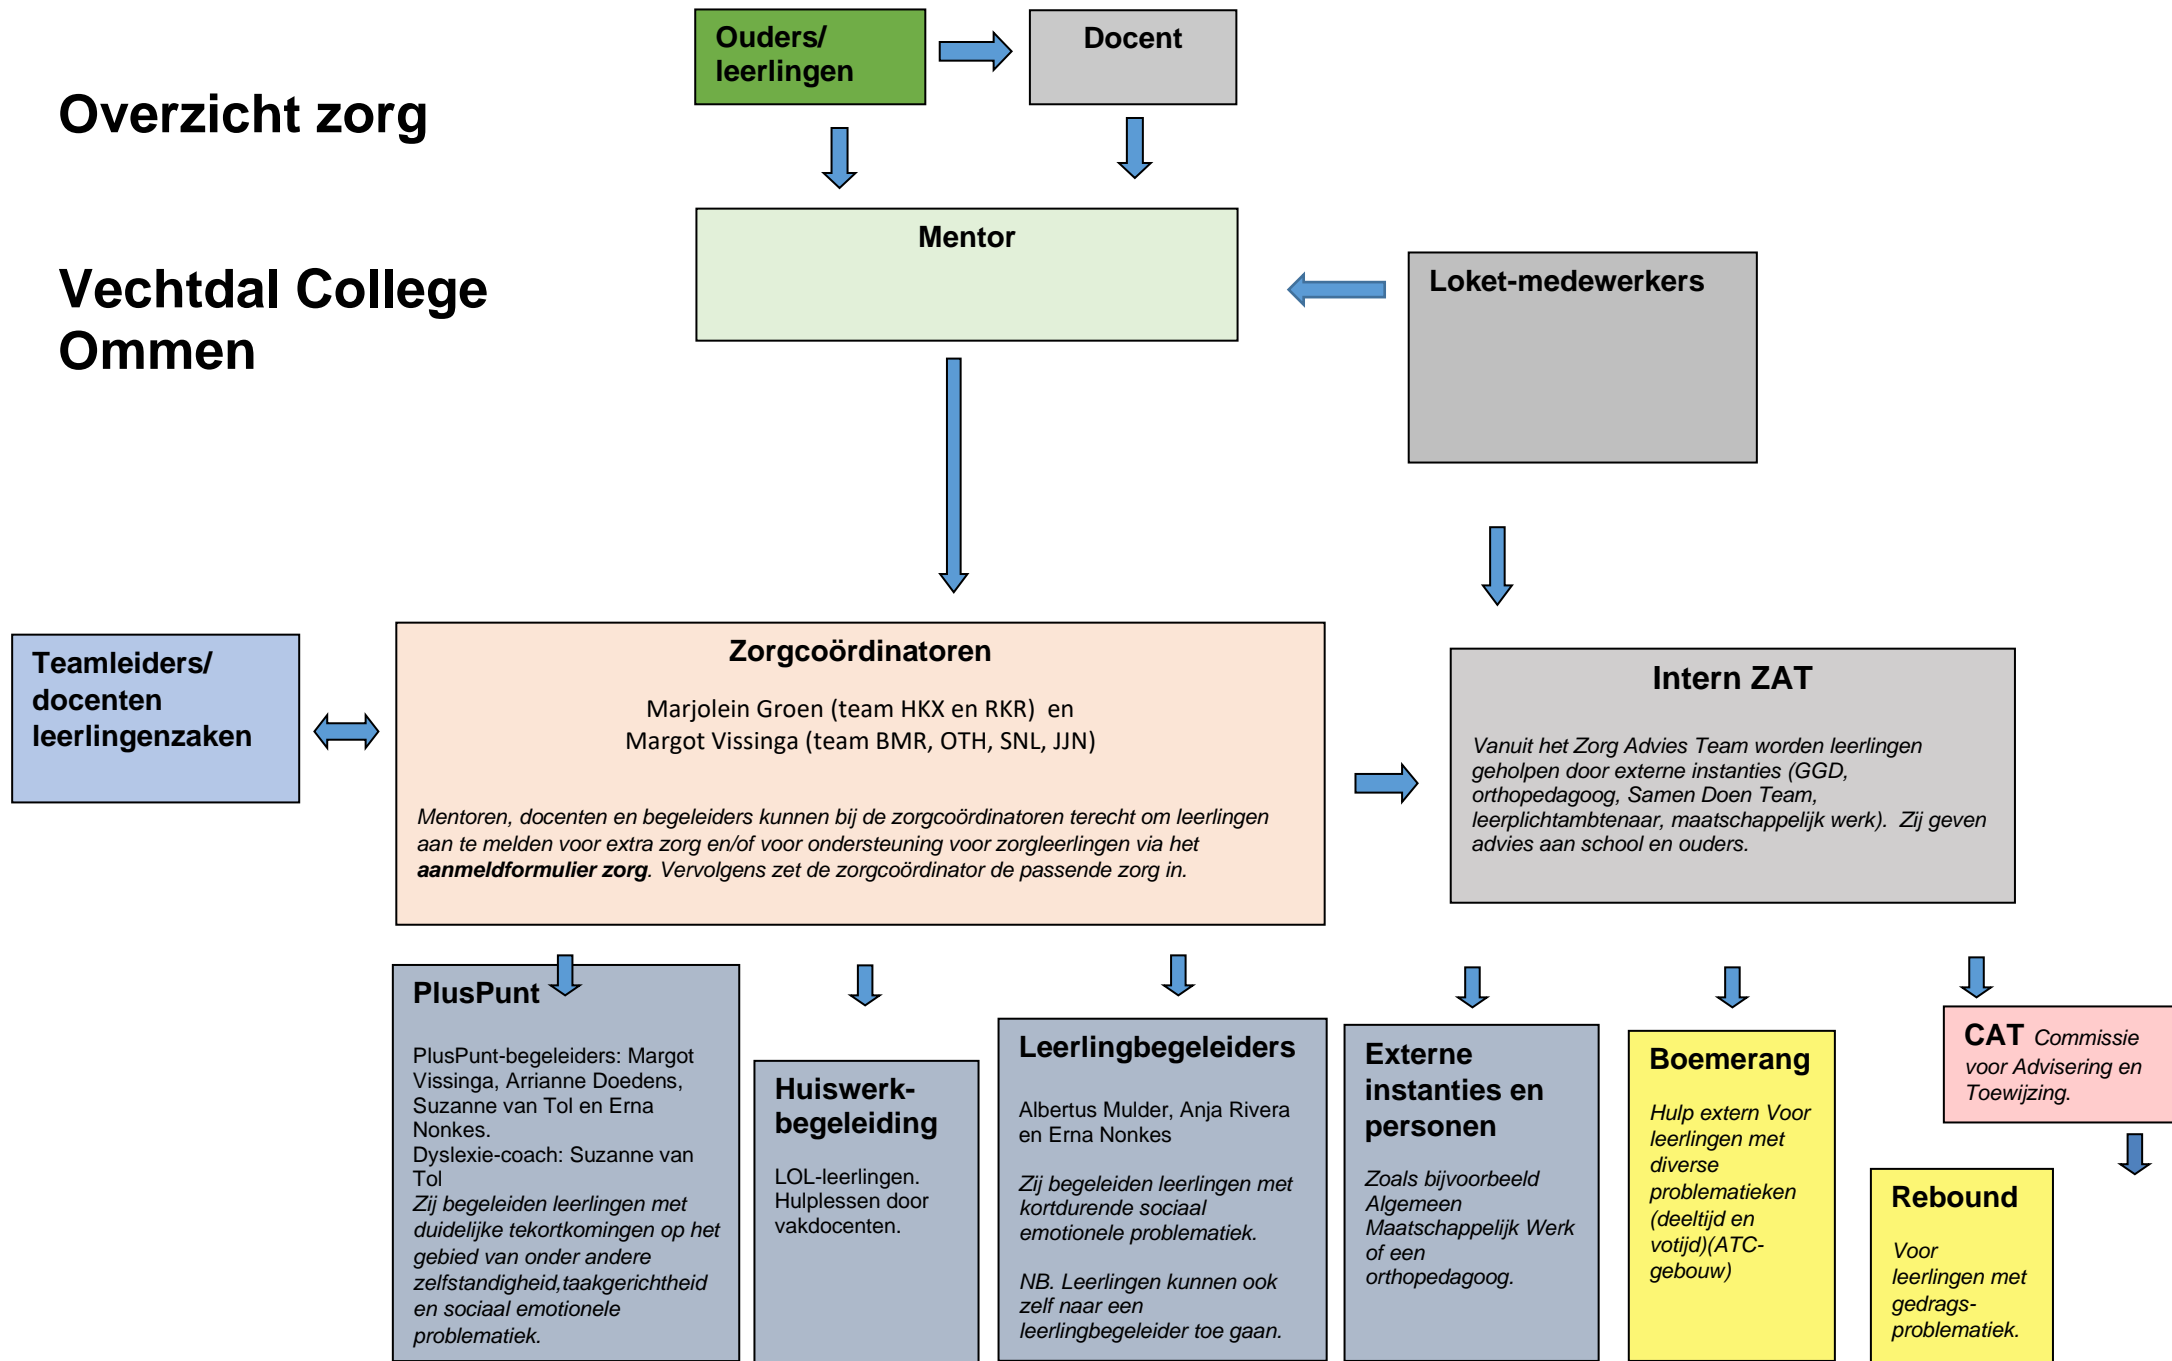 Overzicht zorg
Vechtdal College
Ommen
Ouders/
leerlingen
Docent
Mentor
Loket-medewerkers
Teamleiders/
docenten
leerlingenzaken
Zorgcoördinatoren
Marjolein Groen (team HKX en RKR)  en
Margot Vissinga (team BMR, OTH, SNL, JJN)
Mentoren, docenten en begeleiders kunnen bij de zorgcoördinatoren terecht om leerlingen
aan te melden voor extra zorg en/of voor ondersteuning voor zorgleerlingen via het
aanmeldformulier zorg. Vervolgens zet de zorgcoördinator de passende zorg in.
Intern ZAT
Vanuit het Zorg Advies Team worden leerlingen
geholpen door externe instanties (GGD,
orthopedagoog, Samen Doen Team,
leerplichtambtenaar, maatschappelijk werk).  Zij geven
advies aan school en ouders.
PlusPunt
PlusPunt-begeleiders: Margot
Vissinga, Arrianne Doedens,
Suzanne van Tol en Erna
Nonkes.
Dyslexie-coach: Suzanne van
Tol
Zij begeleiden leerlingen met
duidelijke tekortkomingen op het
gebied van onder andere
zelfstandigheid,taakgerichtheid
en sociaal emotionele
problematiek.
Huiswerk-
begeleiding
LOL-leerlingen.
Hulplessen door
vakdocenten.
Leerlingbegeleiders
Albertus Mulder, Anja Rivera
en Erna Nonkes
Zij begeleiden leerlingen met
kortdurende sociaal
emotionele problematiek.
NB. Leerlingen kunnen ook
zelf naar een
leerlingbegeleider toe gaan.
Externe
instanties en
personen
Zoals bijvoorbeeld
Algemeen
Maatschappelijk Werk
of een
orthopedagoog.
Boemerang
Hulp extern Voor
leerlingen met
diverse
problematieken
(deeltijd en
votijd)(ATC-
gebouw)
CAT Commissie
voor Advisering en
Toewijzing.
Rebound
Voor
leerlingen met
gedrags-
problematiek.